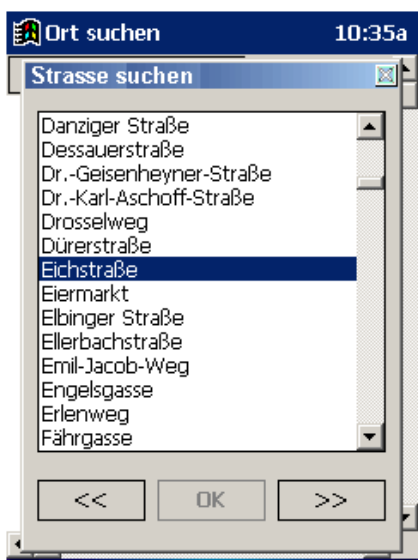 Ort suchen 10:35a
Strasse suchen
Danziger Straße
Dessauerstraße
Dr.-Geisenheyner-Straße
Dr.-Karl-Aschoff-Straße
Drosselweg
Dürerstraße
Eichstraße
Eiermarkt
Elbinger Straße
Ellerbachstraße
Emil-Jacob-Weg
Engelsgasse
Erlenweg
Fährgasse
<< OK >>